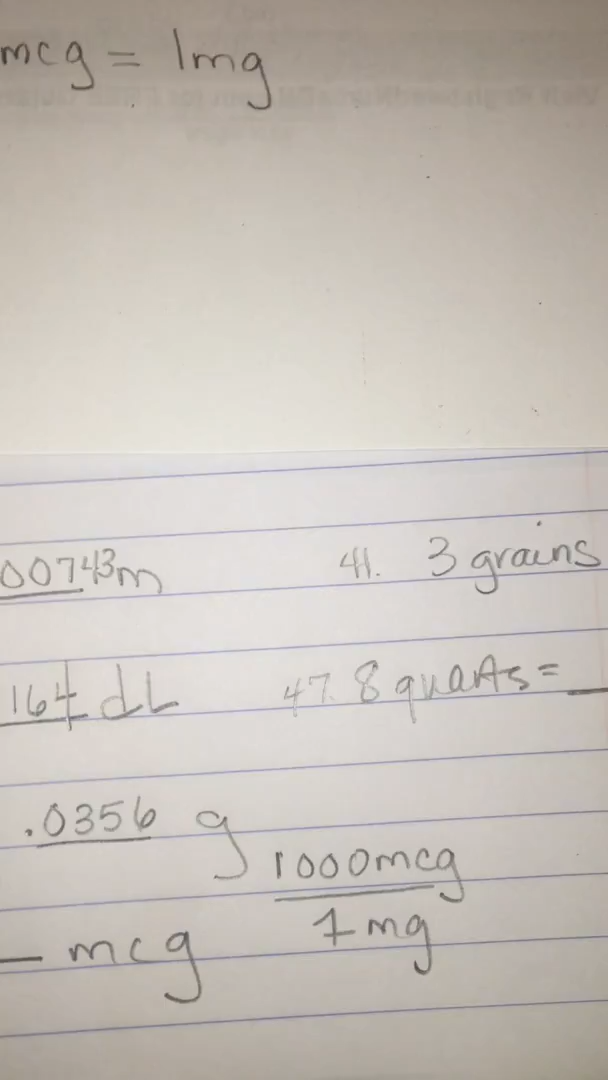 mcg = 1mg
00743m 41. 3 grains
164 dL 47. 8 quarts = _
.0356 g
1000mcg
1mg
_ mcg